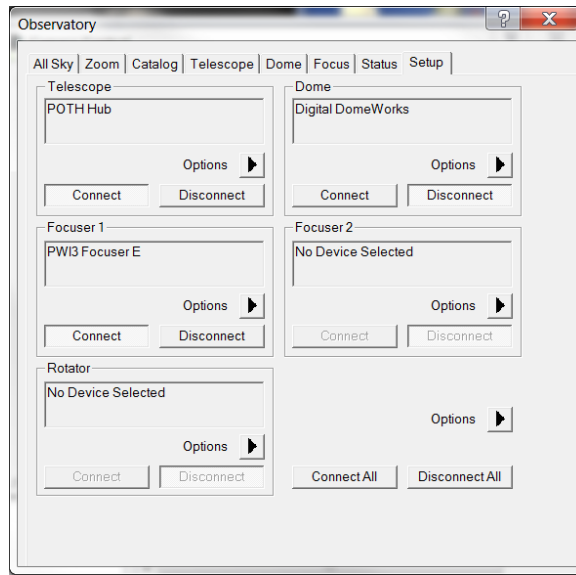 Observatory
All Sky Zoom Catalog Telescope Dome Focus Status Setup
Telescope
POTH Hub
Options
Connect Disconnect
Dome
Digital DomeWorks
Options
Connect Disconnect
Focuser 1
PWI3 Focuser E
Options
Connect Disconnect
Focuser 2
No Device Selected
Options
Connect Disconnect
Rotator
No Device Selected
Options
Connect Disconnect
Options
Connect All Disconnect All